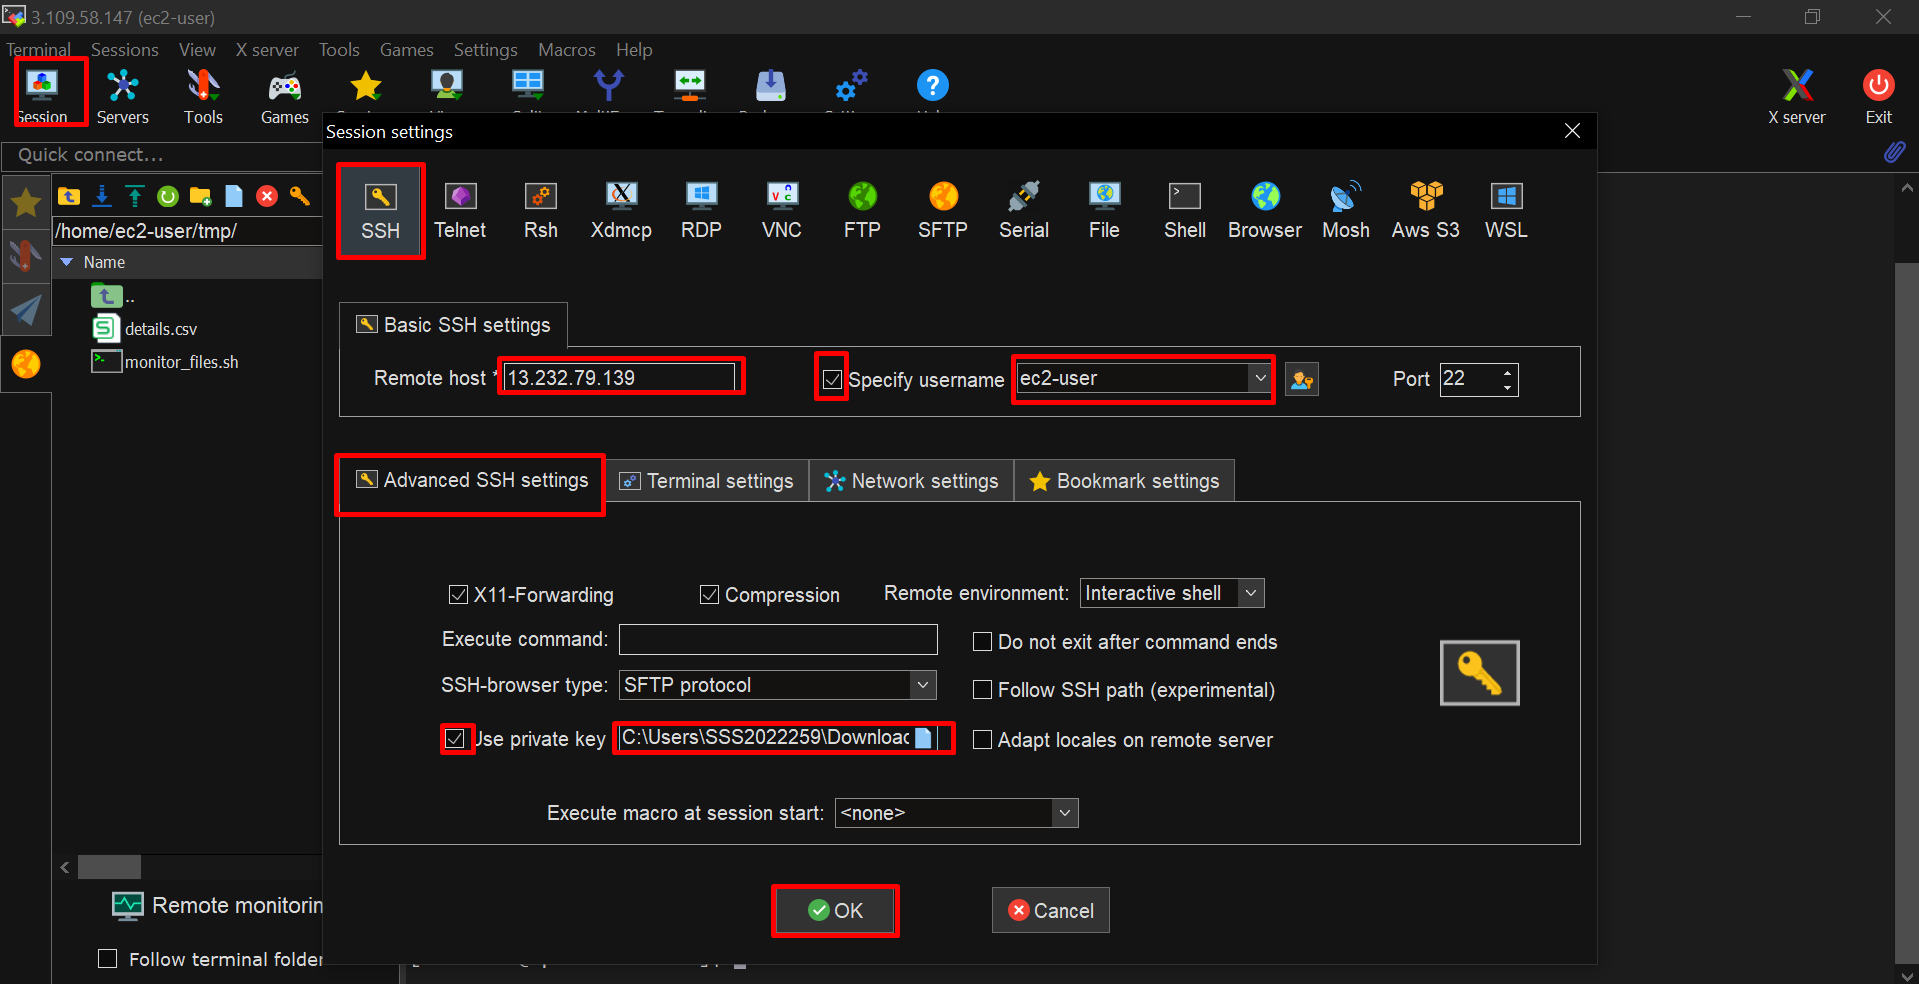 3.109.58.147 (ec2-user)
Terminal Sessions View X server Tools Games Settings Macros Help
Session Servers Tools Games X server Exit
Session settings
Quick connect...
/home/ec2-user/tmp/
Name
..
details.csv
monitor_files.sh
SSH Telnet Rsh Xdmcp RDP VNC FTP SFTP Serial File Shell Browser Mosh Aws S3 WSL
Basic SSH settings
Remote host * 13.232.79.139 Specify username ec2-user Port 22
Advanced SSH settings Terminal settings Network settings Bookmark settings
X11-Forwarding Compression Remote environment: Interactive shell
Execute command: Do not exit after command ends
SSH-browser type: SFTP protocol Follow SSH path (experimental)
Use private key C:\Users\SSS2022259\Downloac Adapt locales on remote server
Execute macro at session start: <none>
OK Cancel
Remote monitorin
Follow terminal folder